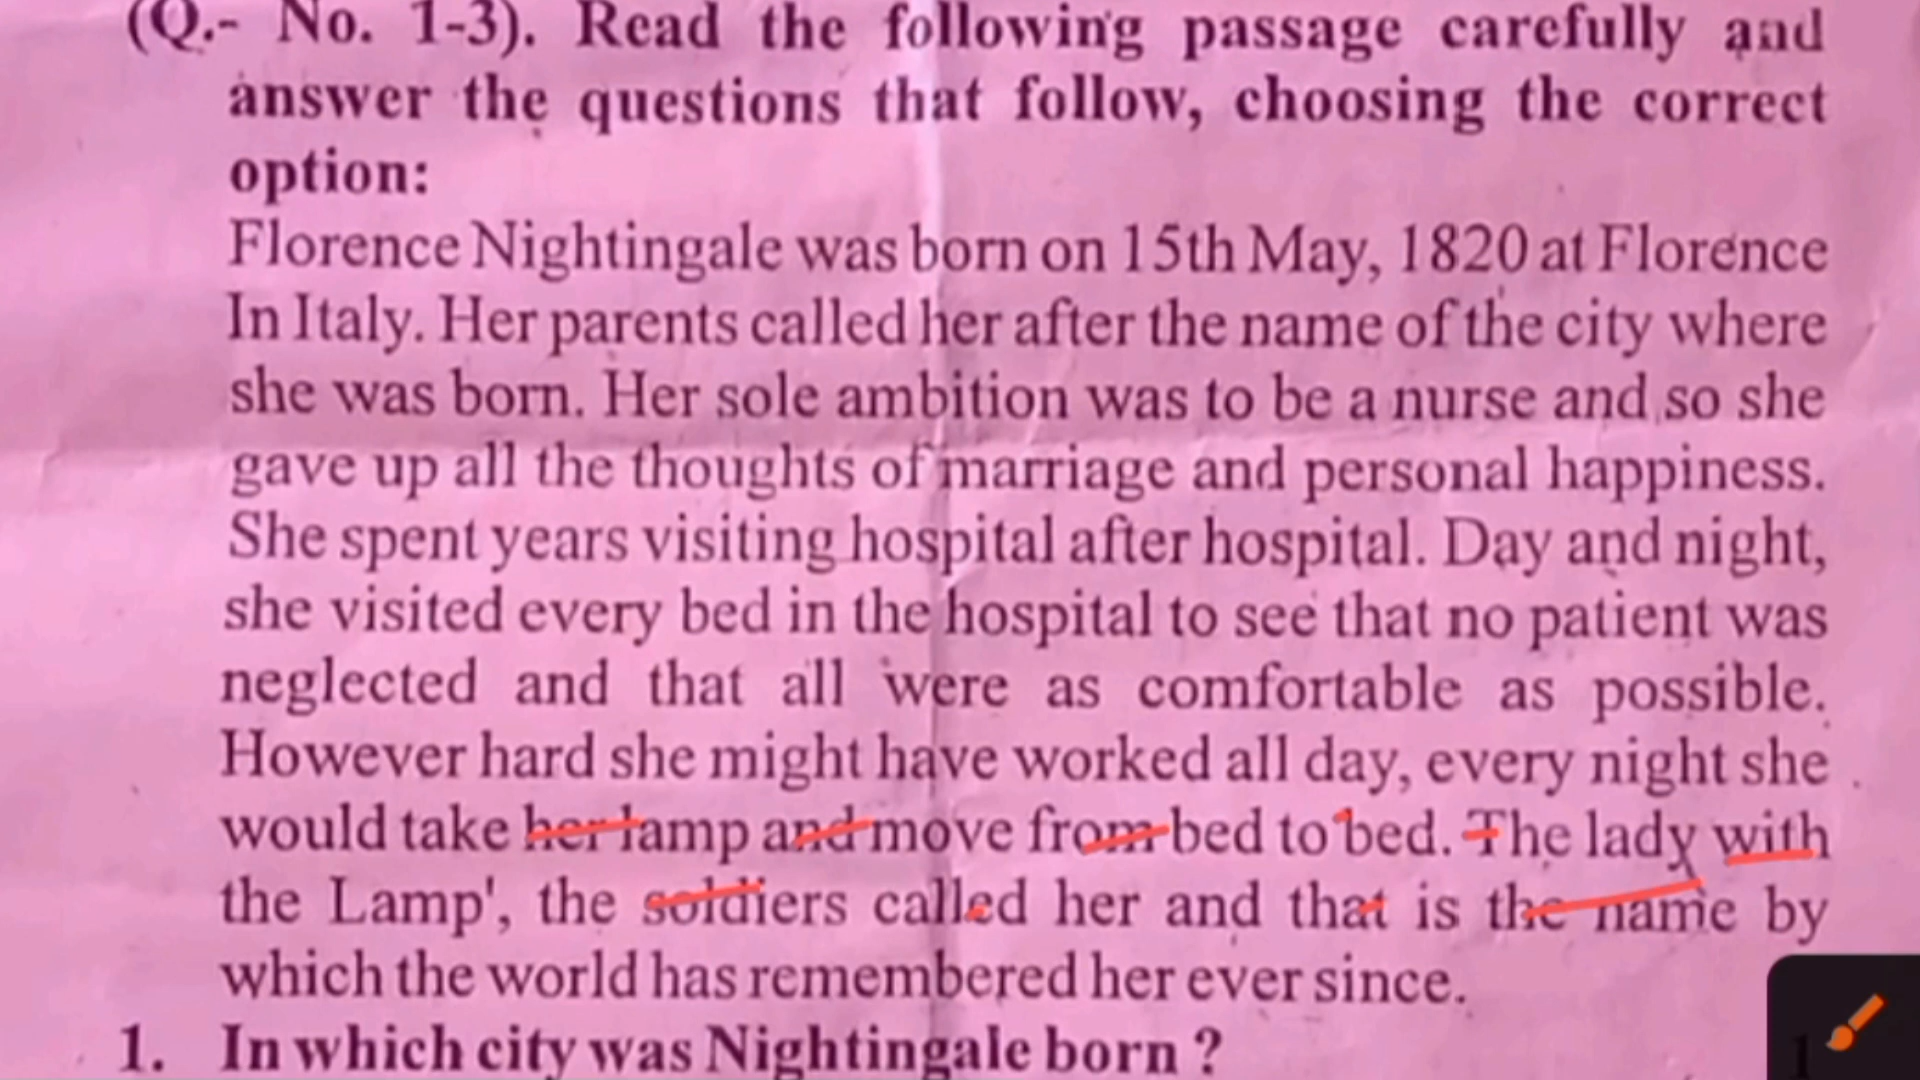 (Q.- No. 1-3). Read the following passage carefully and
answer the questions that follow, choosing the correct
option:
Florence Nightingale was born on 15th May, 1820 at Florence
In Italy. Her parents called her after the name of the city where
she was born. Her sole ambition was to be a nurse and so she
gave up all the thoughts of marriage and personal happiness.
She spent years visiting hospital after hospital. Day and night,
she visited every bed in the hospital to see that no patient was
neglected and that all were as comfortable as possible.
However hard she might have worked all day, every night she
would take her lamp and move from bed to bed. The lady with
the Lamp', the soldiers called her and that is the name by
which the world has remembered her ever since.
1. In which city was Nightingale born ? 1